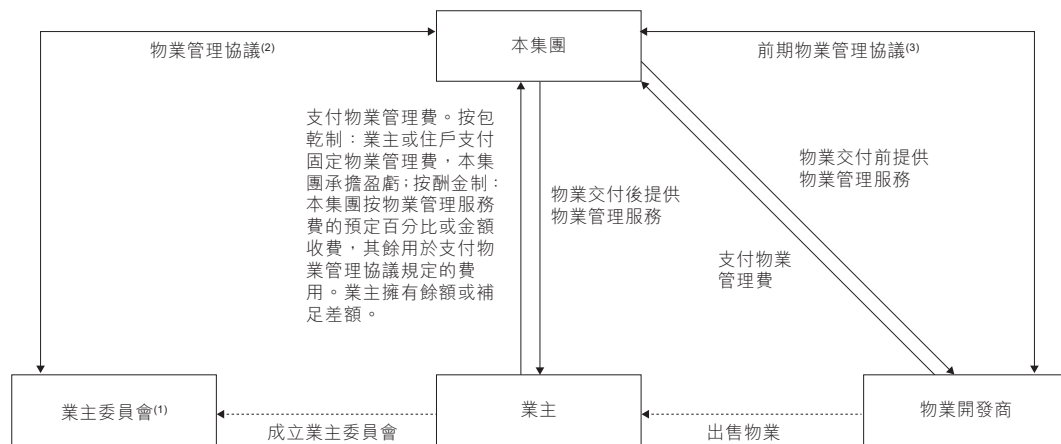 本集團
物業管理協議(2)
前期物業管理協議(3)
支付物業管理費。按包
乾制：業主或住戶支付
固定物業管理費，本集
團承擔盈虧；按酬金制：
本集團按物業管理服務
費的預定百分比或金額
收費，其餘用於支付物
業管理協議規定的費
用。業主擁有餘額或補
足差額。
物業交付後提供
物業管理服務
物業交付前提供
物業管理服務
支付物業
管理費
業主委員會(1)
業主
物業開發商
成立業主委員會
出售物業